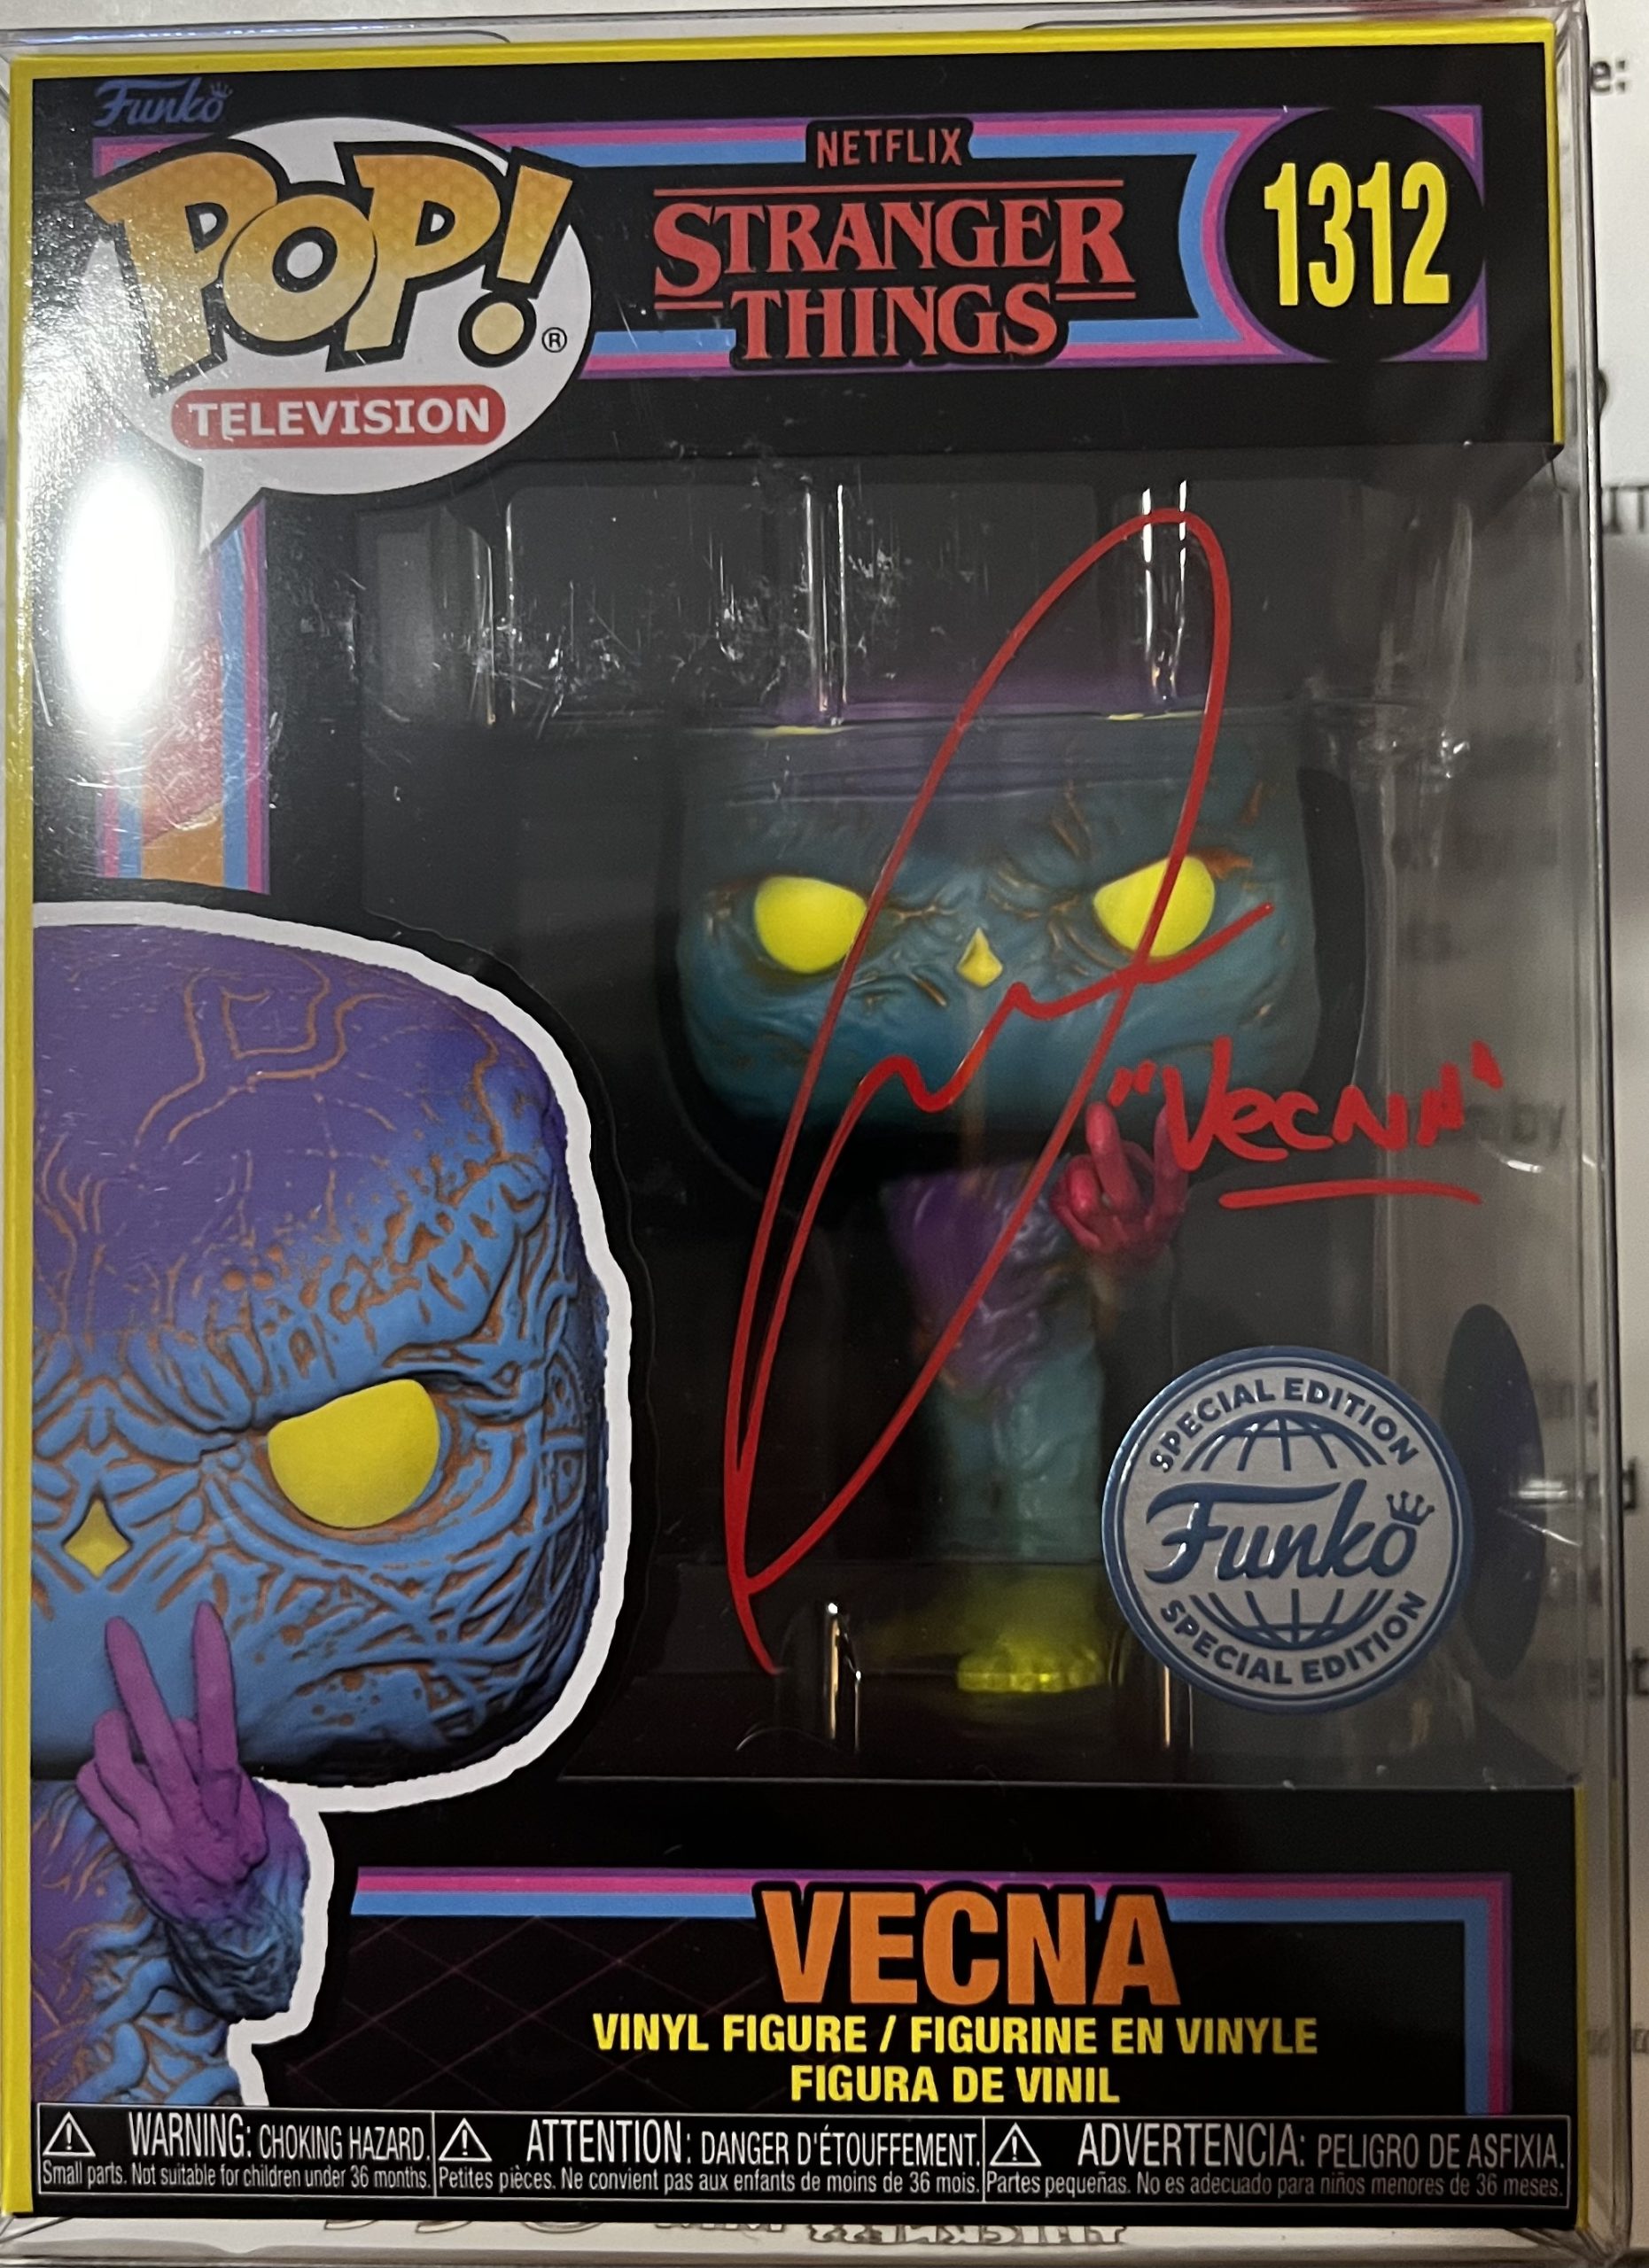 Funko
POP!®
TELEVISION
NETFLIX
STRANGER
THINGS
1312
"VECNA"
SPECIAL EDITION
Funko
SPECIAL EDITION
VECNA
VINYL FIGURE / FIGURINE EN VINYLE
FIGURA DE VINIL
⚠ WARNING: CHOKING HAZARD.
Small parts. Not suitable for children under 36 months.
⚠ ATTENTION: DANGER D'ÉTOUFFEMENT.
Petites pièces. Ne convient pas aux enfants de moins de 36 mois.
⚠ ADVERTENCIA: PELIGRO DE ASFIXIA.
Partes pequeñas. No es adecuado para niños menores de 36 meses.